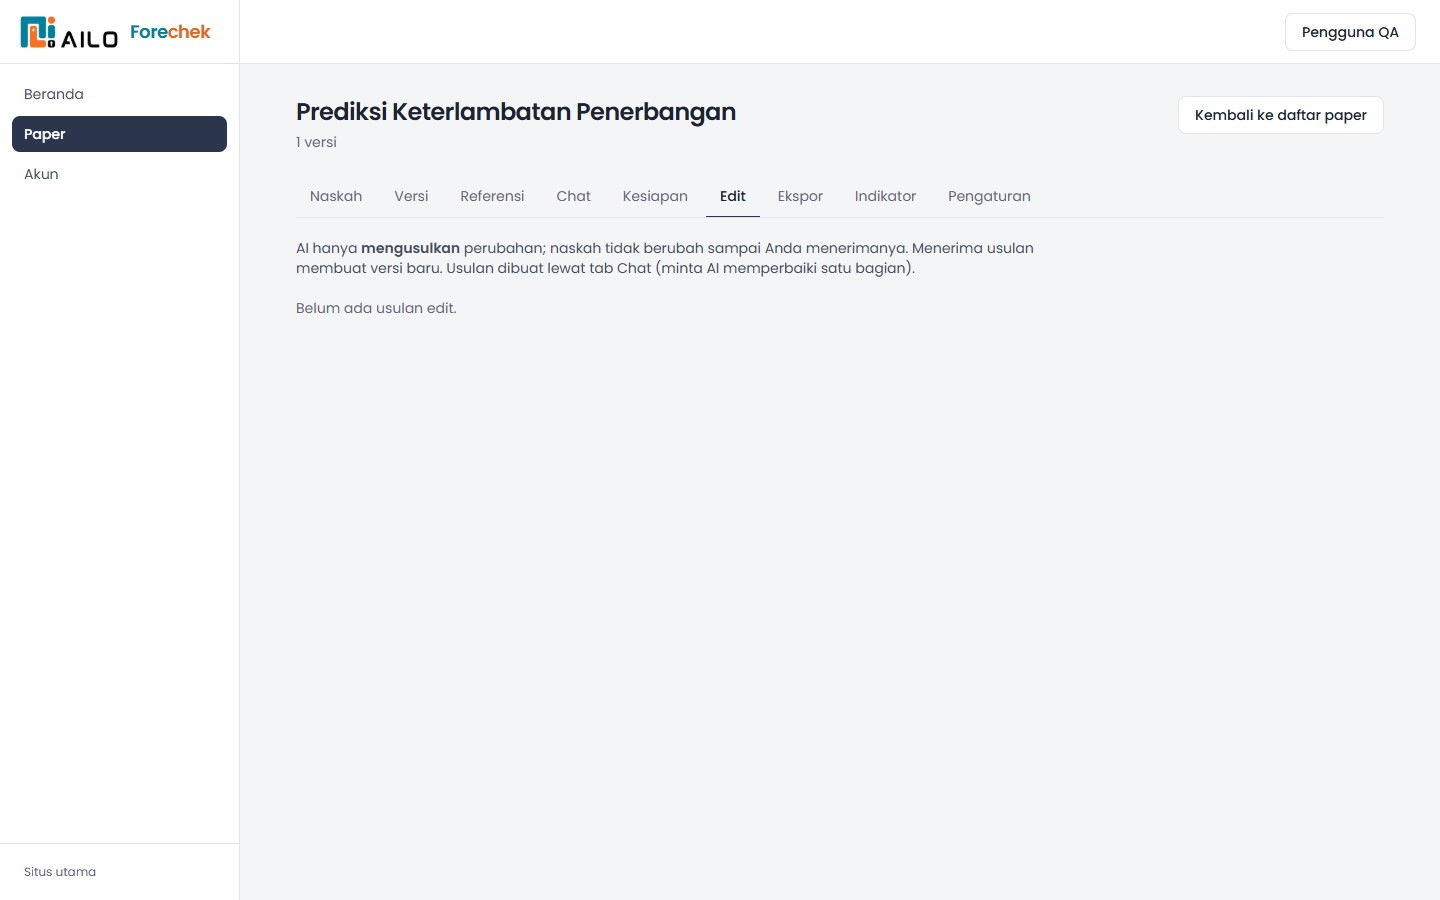 AILO Forechek
Pengguna QA
Beranda
Paper
Akun
Prediksi Keterlambatan Penerbangan
Kembali ke daftar paper
1 versi
Naskah Versi Referensi Chat Kesiapan Edit Ekspor Indikator Pengaturan
AI hanya mengusulkan perubahan; naskah tidak berubah sampai Anda menerimanya. Menerima usulan
membuat versi baru. Usulan dibuat lewat tab Chat (minta AI memperbaiki satu bagian).
Belum ada usulan edit.
Situs utama